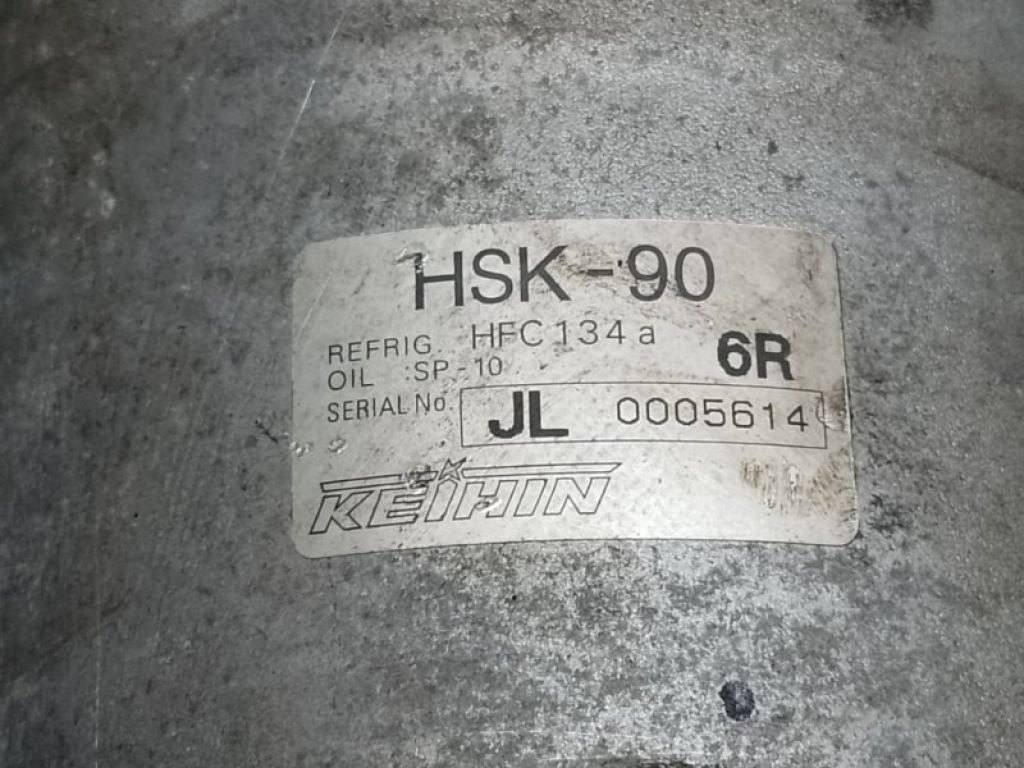 HSK-90
REFRIG. HFC134a
OIL :SP-10
6R
SERIAL No. JL 0005614
KEIHIN